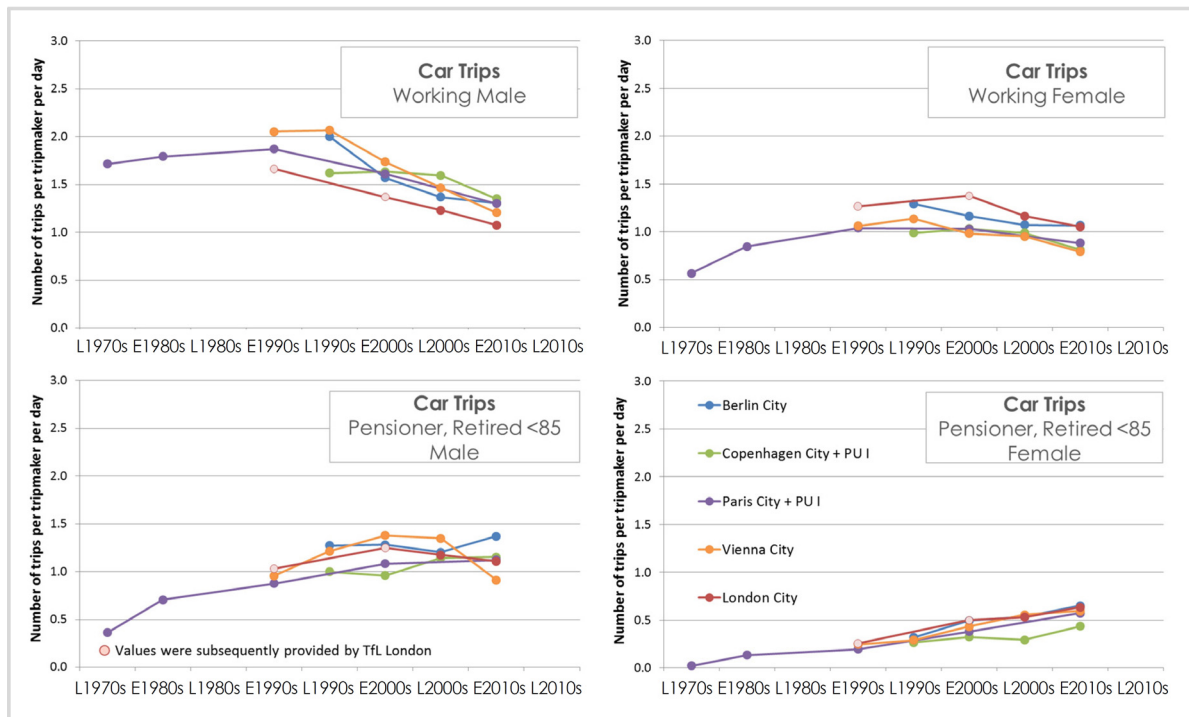 Number of trips per tripmaker per day
3.0
2.5
2.0
1.5
1.0
0.5
0.0
Car Trips
Working Male
L1970s E1980s L1980s E1990s L1990s E2000s L2000s E2010s L2010s
Number of trips per tripmaker per day
3.0
2.5
2.0
1.5
1.0
0.5
0.0
Car Trips
Working Female
L1970s E1980s L1980s E1990s L1990s E2000s L2000s E2010s L2010s
Number of trips per tripmaker per day
3.0
2.5
2.0
1.5
1.0
0.5
0.0
Car Trips
Pensioner, Retired <85
Male
Values were subsequently provided by TfL London
L1970s E1980s L1980s E1990s L1990s E2000s L2000s E2010s L2010s
Number of trips per tripmaker per day
3.0
2.5
2.0
1.5
1.0
0.5
0.0
Berlin City
Copenhagen City + PU I
Paris City + PU I
Vienna City
London City
Car Trips
Pensioner, Retired <85
Female
L1970s E1980s L1980s E1990s L1990s E2000s L2000s E2010s L2010s